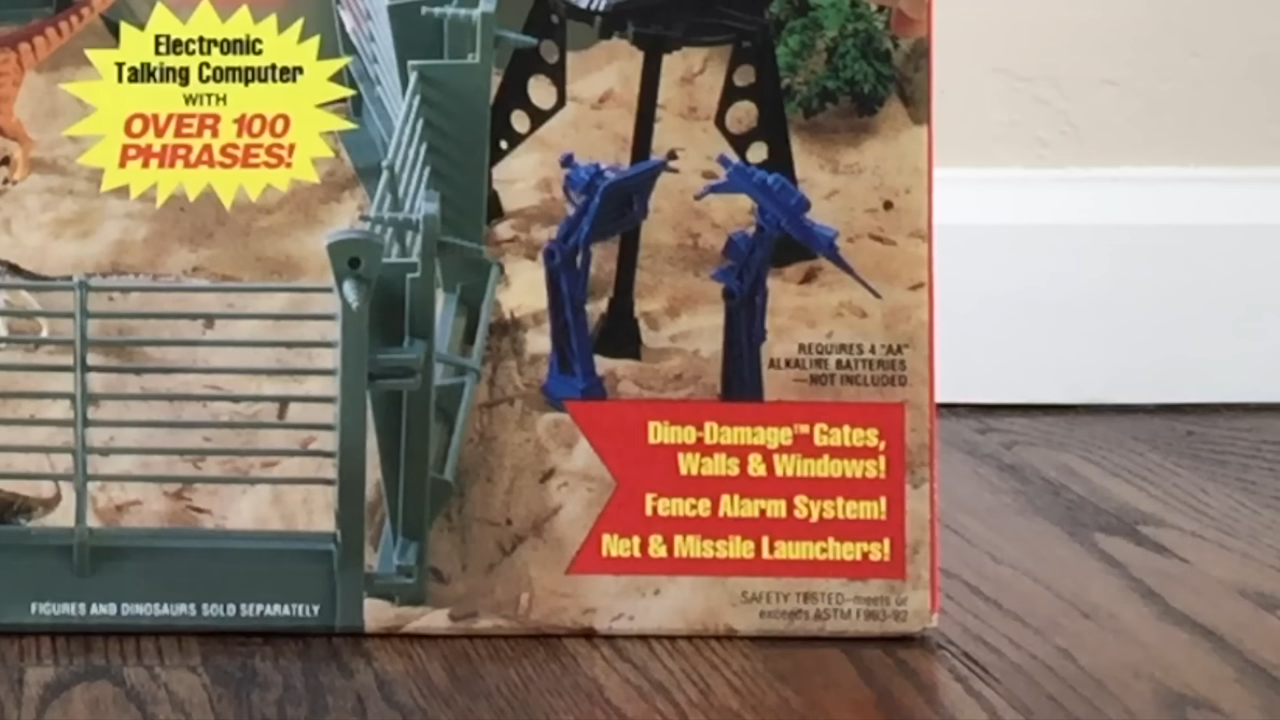 Electronic
Talking Computer
WITH
OVER 100
PHRASES!
REQUIRES 4 "AA"
ALKALINE BATTERIES
—NOT INCLUDED
Dino-Damage™ Gates,
Walls & Windows!
Fence Alarm System!
Net & Missile Launchers!
FIGURES AND DINOSAURS SOLD SEPARATELY
SAFETY TESTED—meets or
exceeds ASTM F963-92